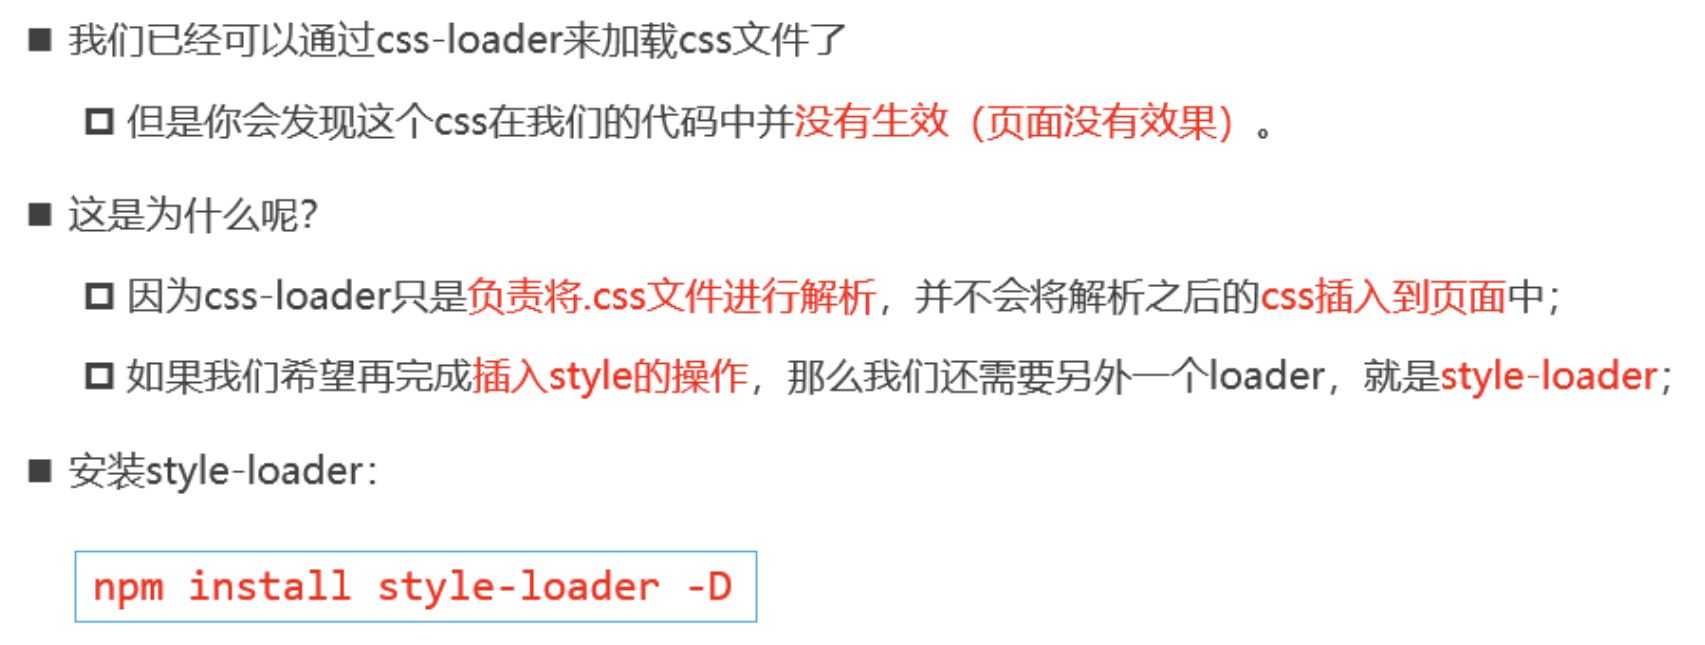 我们已经可以通过css-loader来加载css文件了
但是你会发现这个css在我们的代码中并没有生效（页面没有效果）。
这是为什么呢?
因为css-loader只是负责将.css文件进行解析，并不会将解析之后的css插入到页面中；
如果我们希望再完成插入style的操作，那么我们还需要另外一个loader，就是style-loader；
安装style-loader：
npm install style-loader -D